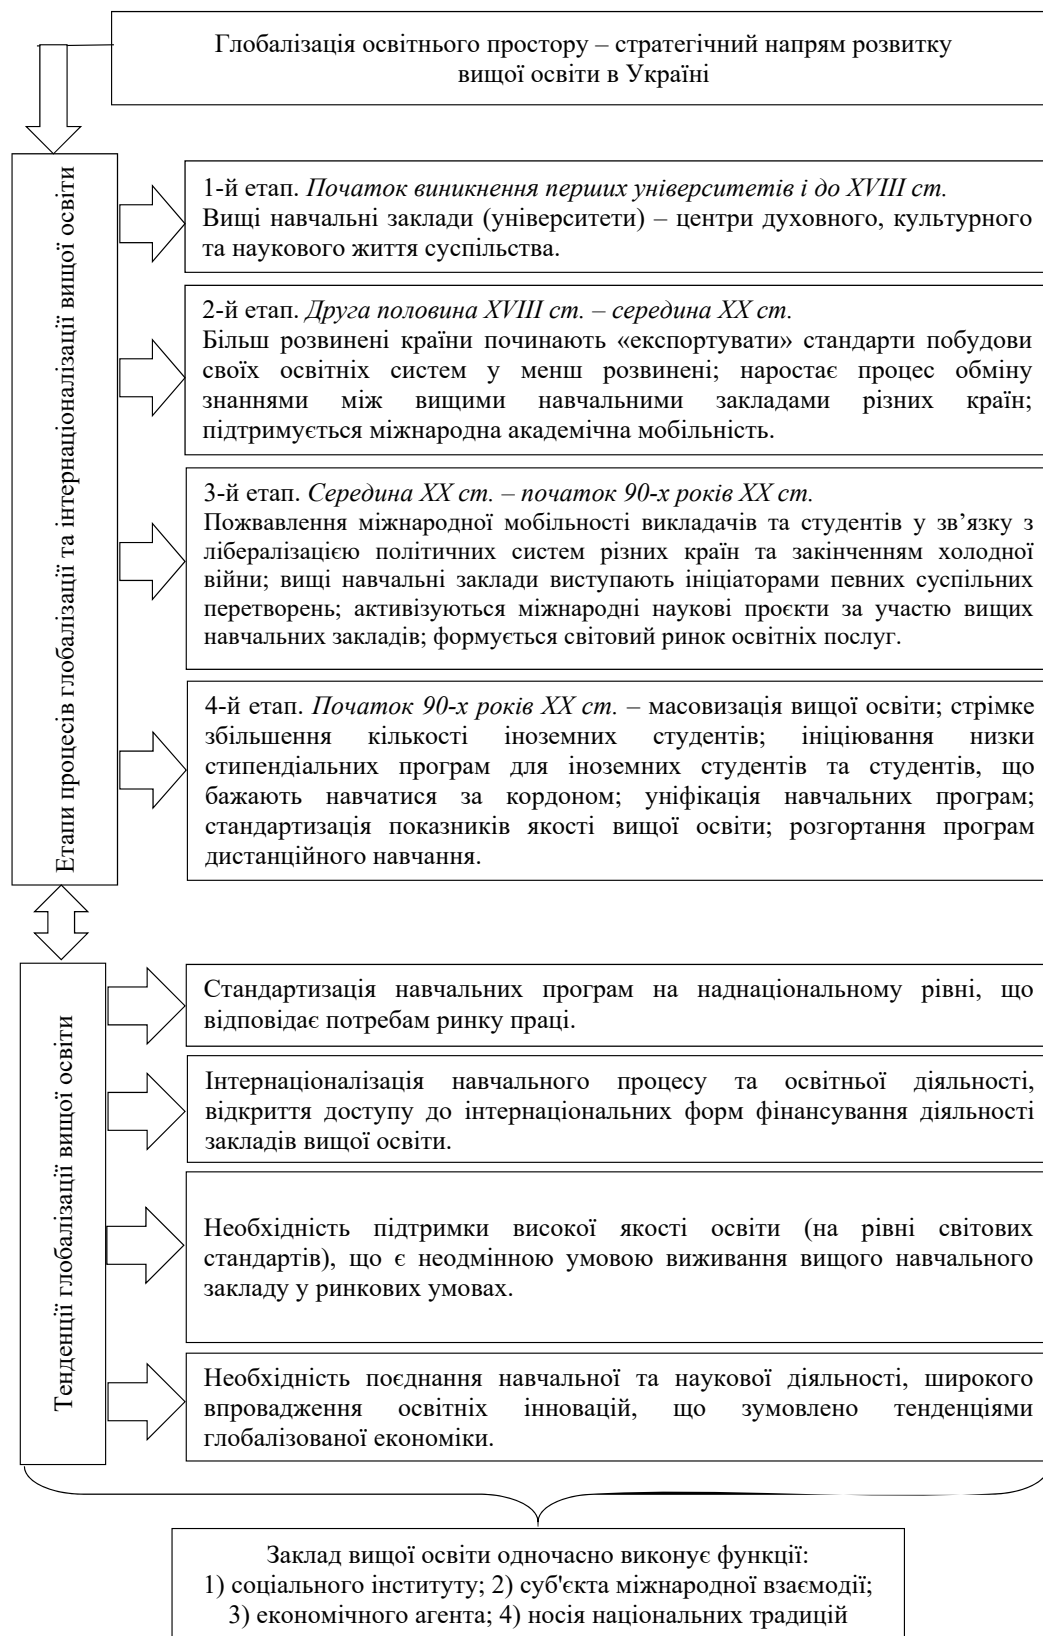 Глобалізація освітнього простору – стратегічний напрям розвитку
вищої освіти в Україні
Етапи процесів глобалізації та інтернаціоналізації вищої освіти
1-й етап. Початок виникнення перших університетів і до XVIII ст.
Вищі навчальні заклади (університети) – центри духовного, культурного
та наукового життя суспільства.
2-й етап. Друга половина XVIII ст. – середина XX ст.
Більш розвинені країни починають «експортувати» стандарти побудови
своїх освітніх систем у менш розвинені; наростає процес обміну
знаннями між вищими навчальними закладами різних країн;
підтримується міжнародна академічна мобільність.
3-й етап. Середина XX ст. – початок 90-х років XX ст.
Пожвавлення міжнародної мобільності викладачів та студентів у зв’язку з
лібералізацією політичних систем різних країн та закінченням холодної
війни; вищі навчальні заклади виступають ініціаторами певних суспільних
перетворень; активізуються міжнародні наукові проєкти за участю вищих
навчальних закладів; формується світовий ринок освітніх послуг.
4-й етап. Початок 90-х років XX ст. – масовизація вищої освіти; стрімке
збільшення кількості іноземних студентів; ініціювання низки
стипендіальних програм для іноземних студентів та студентів, що
бажають навчатися за кордоном; уніфікація навчальних програм;
стандартизація показників якості вищої освіти; розгортання програм
дистанційного навчання.
Тенденції глобалізації вищої освіти
Стандартизація навчальних програм на наднаціональному рівні, що
відповідає потребам ринку праці.
Інтернаціоналізація навчального процесу та освітньої діяльності,
відкриття доступу до інтернаціональних форм фінансування діяльності
закладів вищої освіти.
Необхідність підтримки високої якості освіти (на рівні світових
стандартів), що є неодмінною умовою виживання вищого навчального
закладу у ринкових умовах.
Необхідність поєднання навчальної та наукової діяльності, широкого
впровадження освітніх інновацій, що зумовлено тенденціями
глобалізованої економіки.
Заклад вищої освіти одночасно виконує функції:
1) соціального інституту; 2) суб'єкта міжнародної взаємодії;
3) економічного агента; 4) носія національних традицій